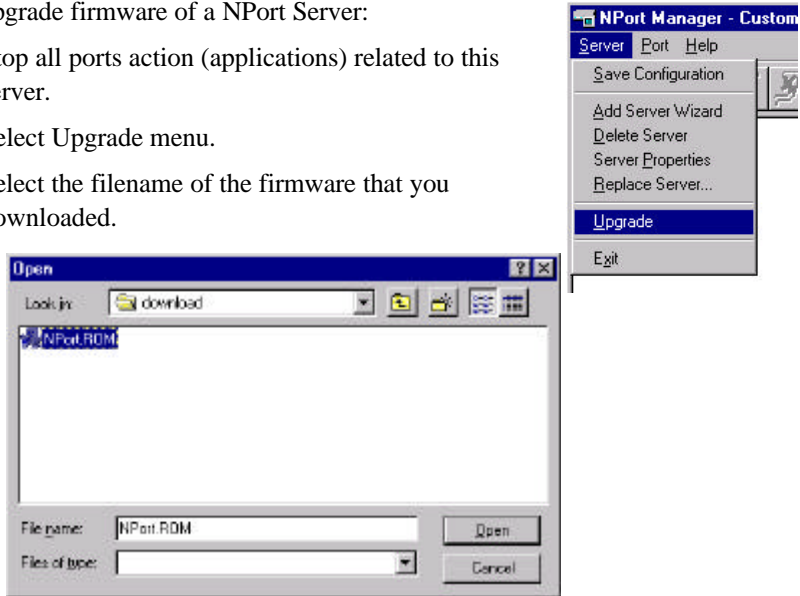 pgrade firmware of a NPort Server:
top all ports action (applications) related to this
erver.
elect Upgrade menu.
elect the filename of the firmware that you
ownloaded.
NPort Manager - Custom
Server Port Help
Save Configuration
Add Server Wizard
Delete Server
Server Properties
Replace Server...
Upgrade
Exit
Open
Look in: download
NPort.ROM
File name: NPort.ROM Open
Files of type: Cancel